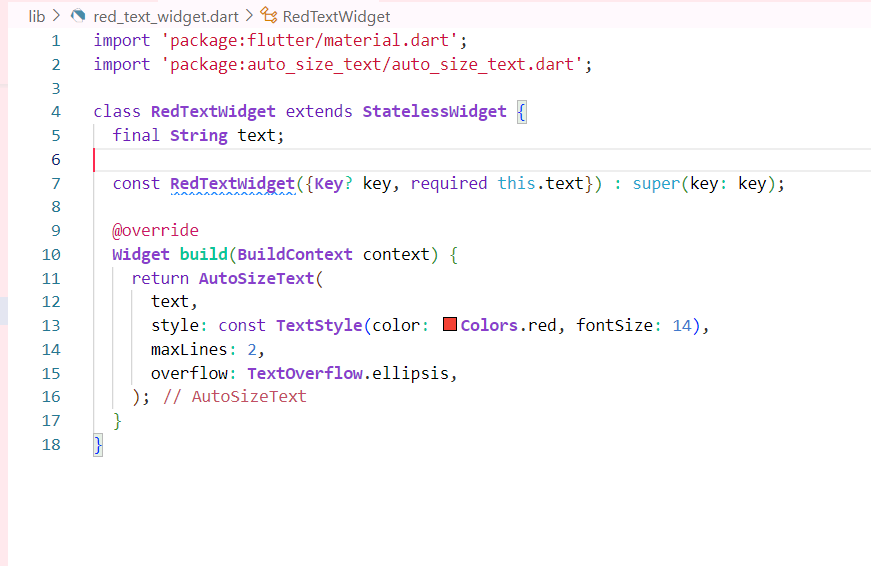 lib > red_text_widget.dart > RedTextWidget
1 import 'package:flutter/material.dart';
2 import 'package:auto_size_text/auto_size_text.dart';
3
4 class RedTextWidget extends StatelessWidget {
5   final String text;
6
7   const RedTextWidget({Key? key, required this.text}) : super(key: key);
8
9   @override
10   Widget build(BuildContext context) {
11     return AutoSizeText(
12       text,
13       style: const TextStyle(color: Colors.red, fontSize: 14),
14       maxLines: 2,
15       overflow: TextOverflow.ellipsis,
16     ); // AutoSizeText
17   }
18 }